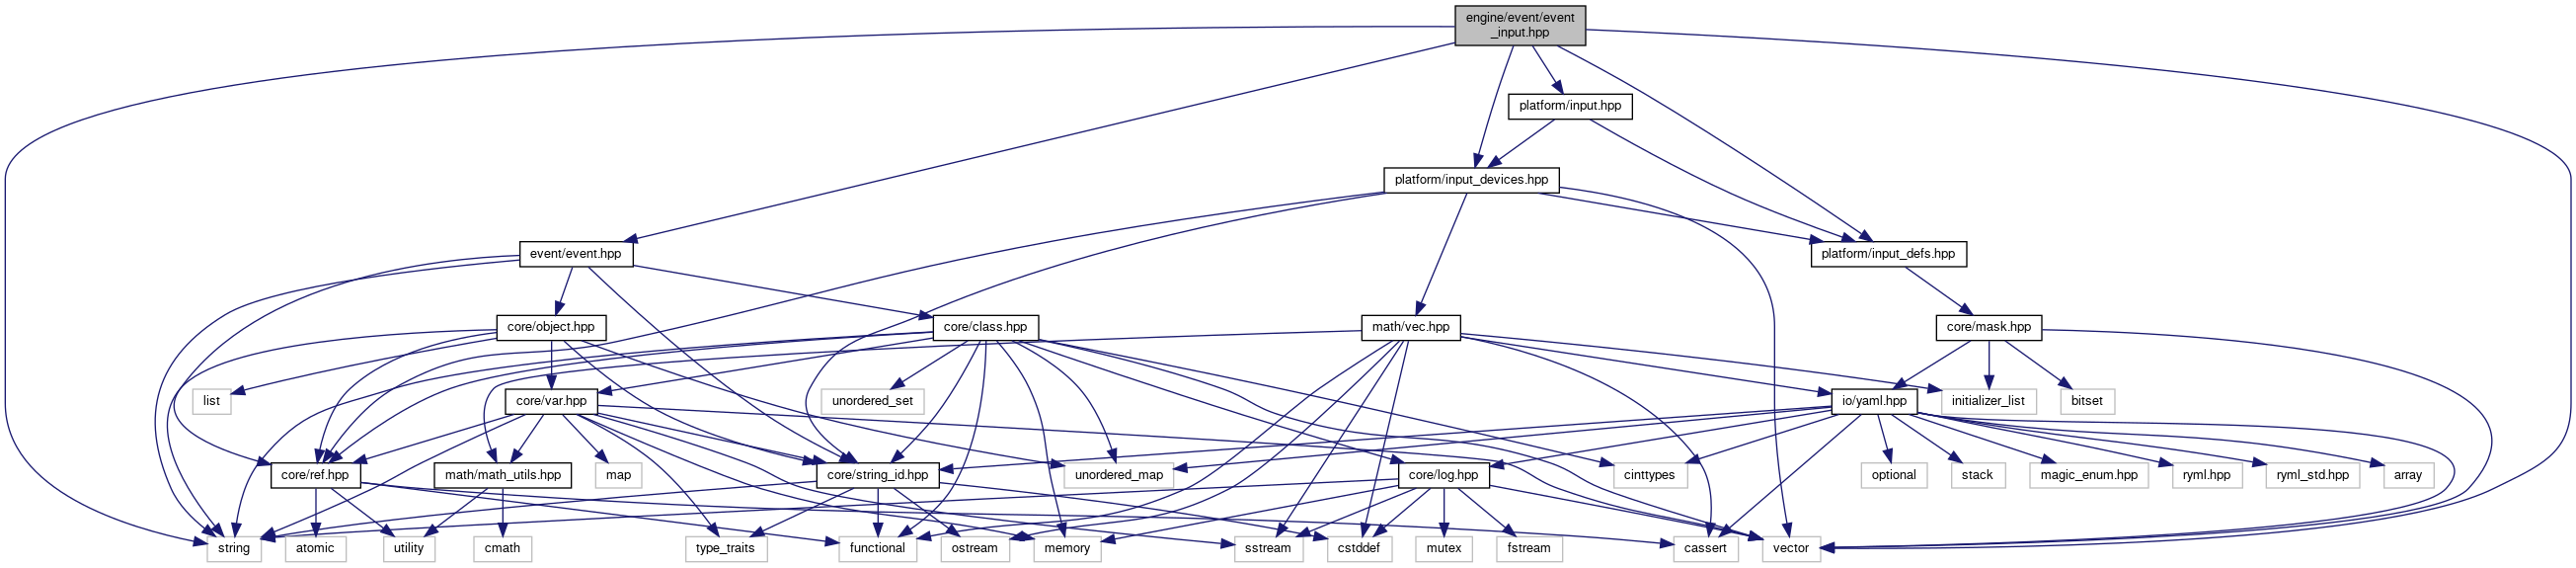 engine/event/event
_input.hpp
platform/input.hpp
platform/input_devices.hpp
event/event.hpp
platform/input_defs.hpp
core/object.hpp
core/class.hpp
math/vec.hpp
core/mask.hpp
list
core/var.hpp
unordered_set
io/yaml.hpp
initializer_list
bitset
core/ref.hpp
math/math_utils.hpp
map
core/string_id.hpp
unordered_map
core/log.hpp
cinttypes
optional
stack
magic_enum.hpp
ryml.hpp
ryml_std.hpp
array
string
atomic
utility
cmath
type_traits
functional
ostream
memory
sstream
cstddef
mutex
fstream
cassert
vector